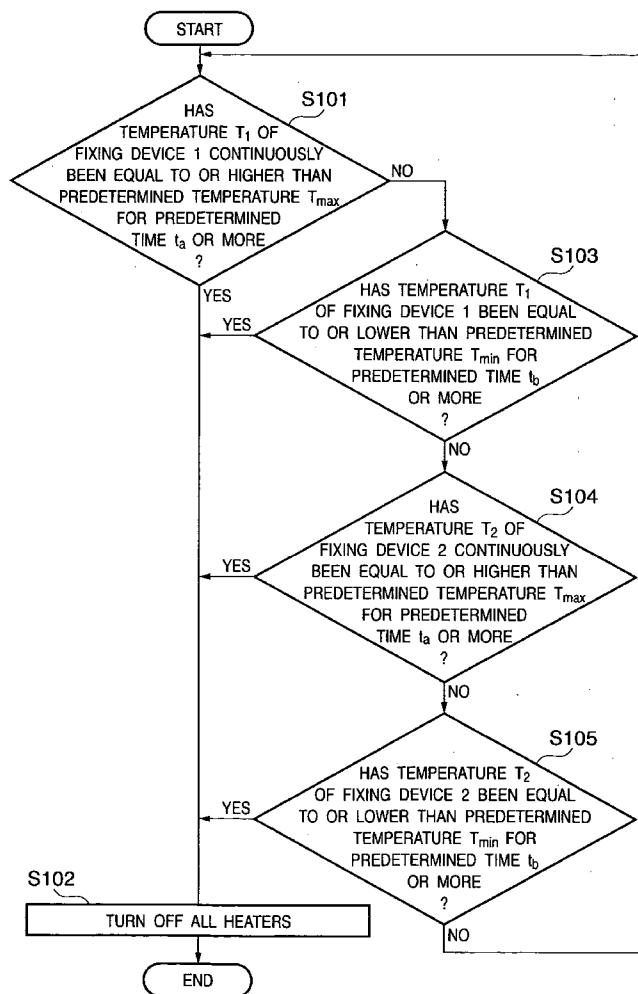 START
S101
HAS
TEMPERATURE T1 OF
FIXING DEVICE 1 CONTINUOUSLY
BEEN EQUAL TO OR HIGHER THAN
PREDETERMINED TEMPERATURE Tmax
FOR PREDETERMINED
TIME ta OR MORE
?
NO
YES
S103
HAS TEMPERATURE T1
OF FIXING DEVICE 1 BEEN EQUAL
TO OR LOWER THAN PREDETERMINED
TEMPERATURE Tmin FOR
PREDETERMINED TIME tb
OR MORE
?
YES
NO
S104
HAS
TEMPERATURE T2 OF
FIXING DEVICE 2 CONTINUOUSLY
BEEN EQUAL TO OR HIGHER THAN
PREDETERMINED TEMPERATURE Tmax
FOR PREDETERMINED
TIME ta OR MORE
?
YES
NO
S105
HAS TEMPERATURE T2
OF FIXING DEVICE 2 BEEN EQUAL
TO OR LOWER THAN PREDETERMINED
TEMPERATURE Tmin FOR
PREDETERMINED TIME tb
OR MORE
?
YES
NO
S102
TURN OFF ALL HEATERS
END